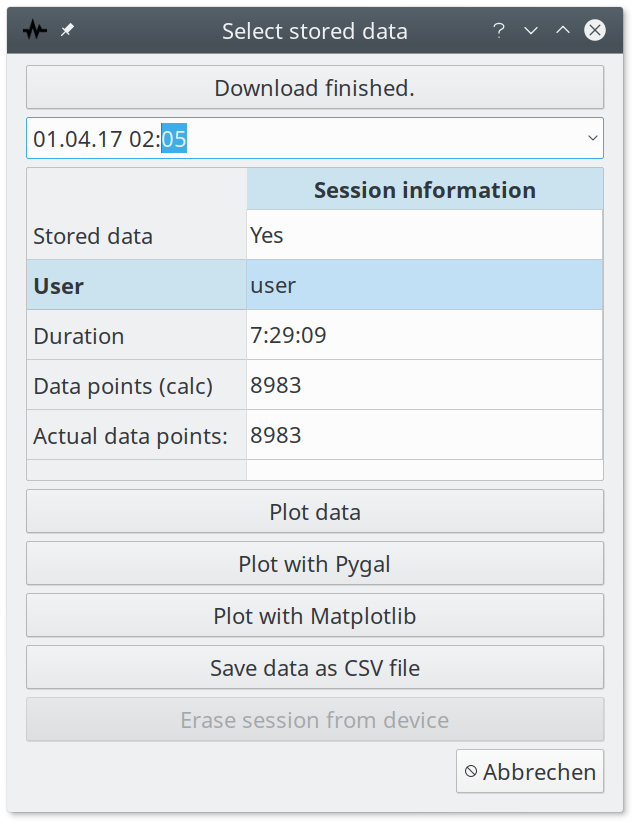 Select stored data
?
Download finished.
01.04.17 02:05
Session information
Stored data Yes
User user
Duration 7:29:09
Data points (calc) 8983
Actual data points: 8983
Plot data
Plot with Pygal
Plot with Matplotlib
Save data as CSV file
Erase session from device
Abbrechen